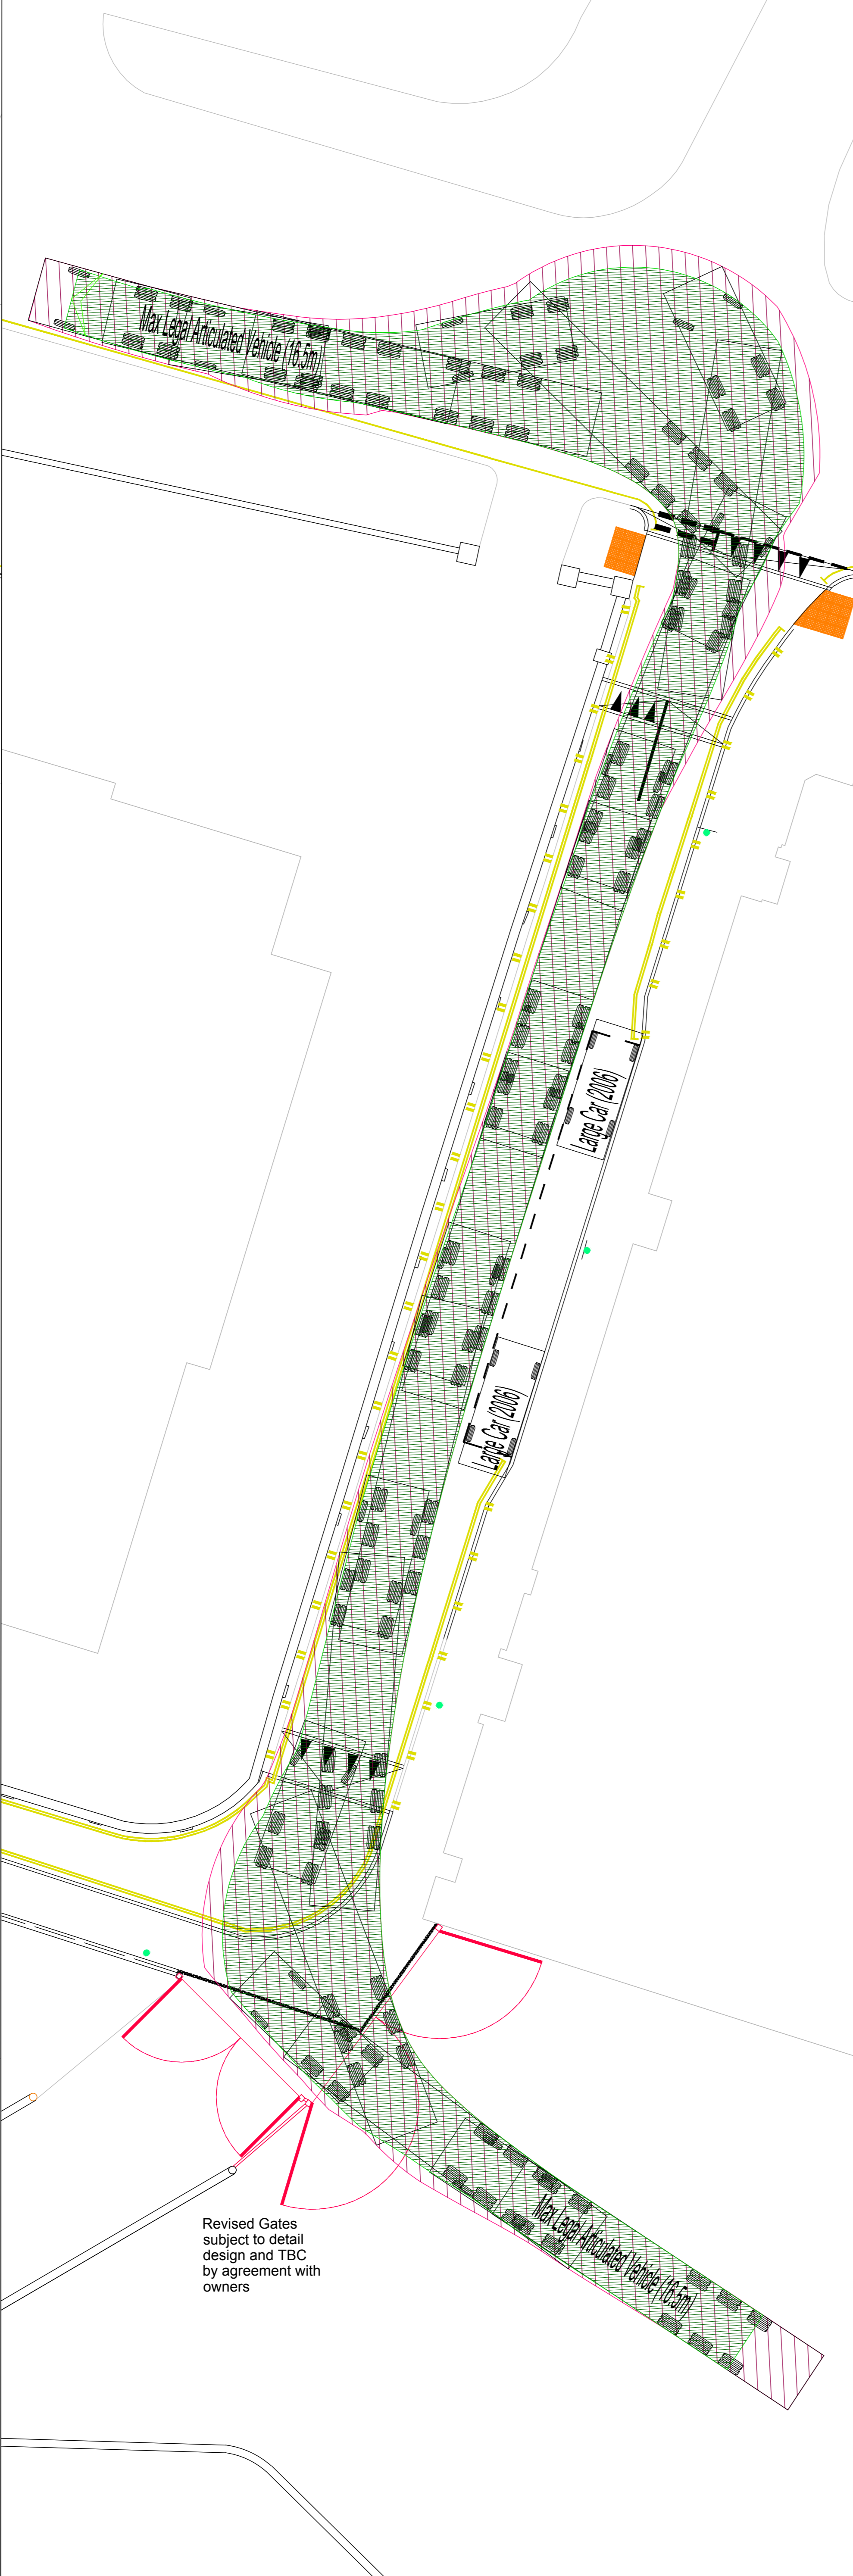 Max Legal Articulated Vehicle (16.5m)
Large Car (2006)
Large Car (2006)
Max Legal Articulated Vehicle (16.5m)
Revised Gates
subject to detail
design and TBC
by agreement with
owners